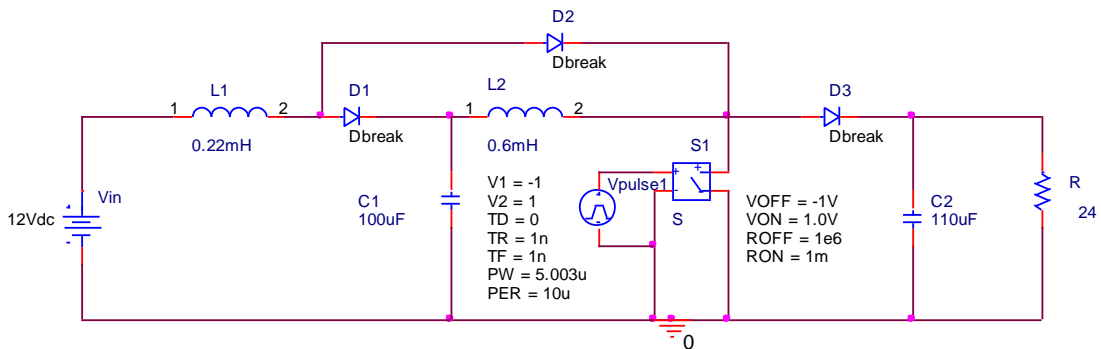 D2
Dbreak
L1
1 2
0.22mH
D1
Dbreak
L2
1 2
0.6mH
D3
Dbreak
S1
Vin
12Vdc
C1
100uF
V1 = -1
V2 = 1
TD = 0
TR = 1n
TF = 1n
PW = 5.003u
PER = 10u
Vpulse1
+ +
- -
S
VOFF = -1V
VON = 1.0V
ROFF = 1e6
RON = 1m
C2
110uF
R
24
0